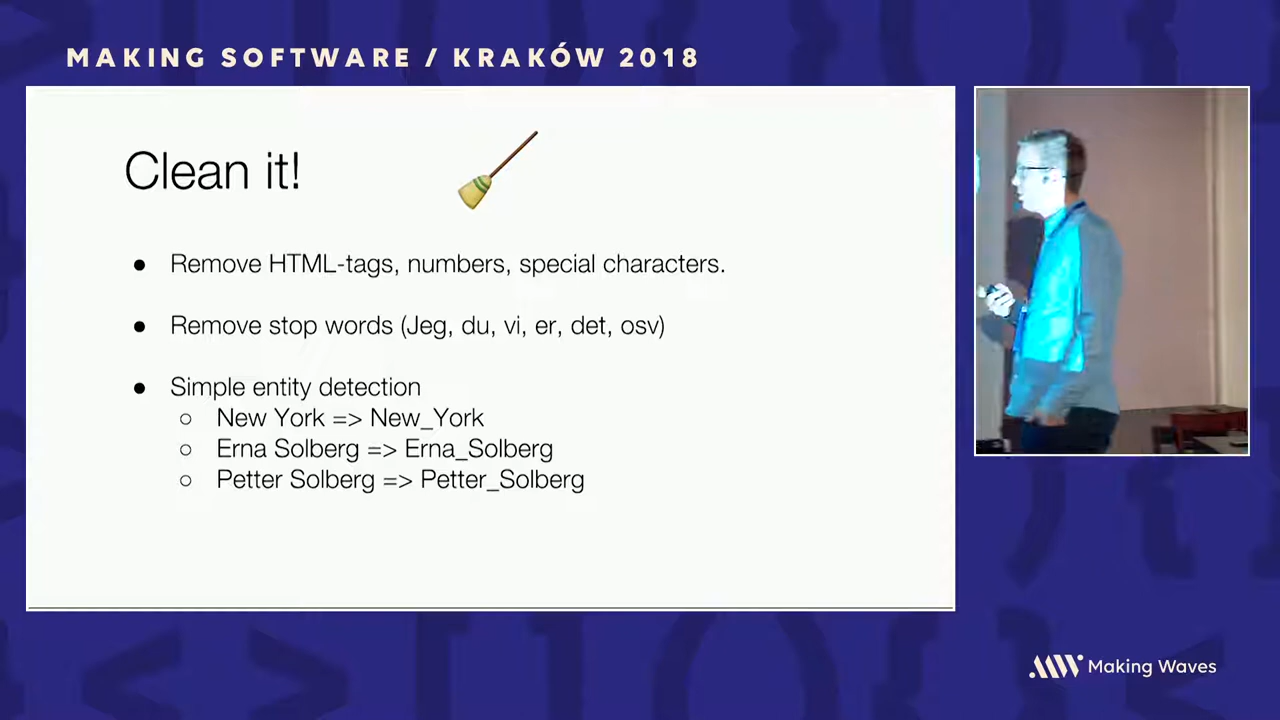 MAKING SOFTWARE / KRAKÓW 2018
Clean it!
● Remove HTML-tags, numbers, special characters.
● Remove stop words (Jeg, du, vi, er, det, osv)
● Simple entity detection
○ New York => New_York
○ Erna Solberg => Erna_Solberg
○ Petter Solberg => Petter_Solberg
Making Waves